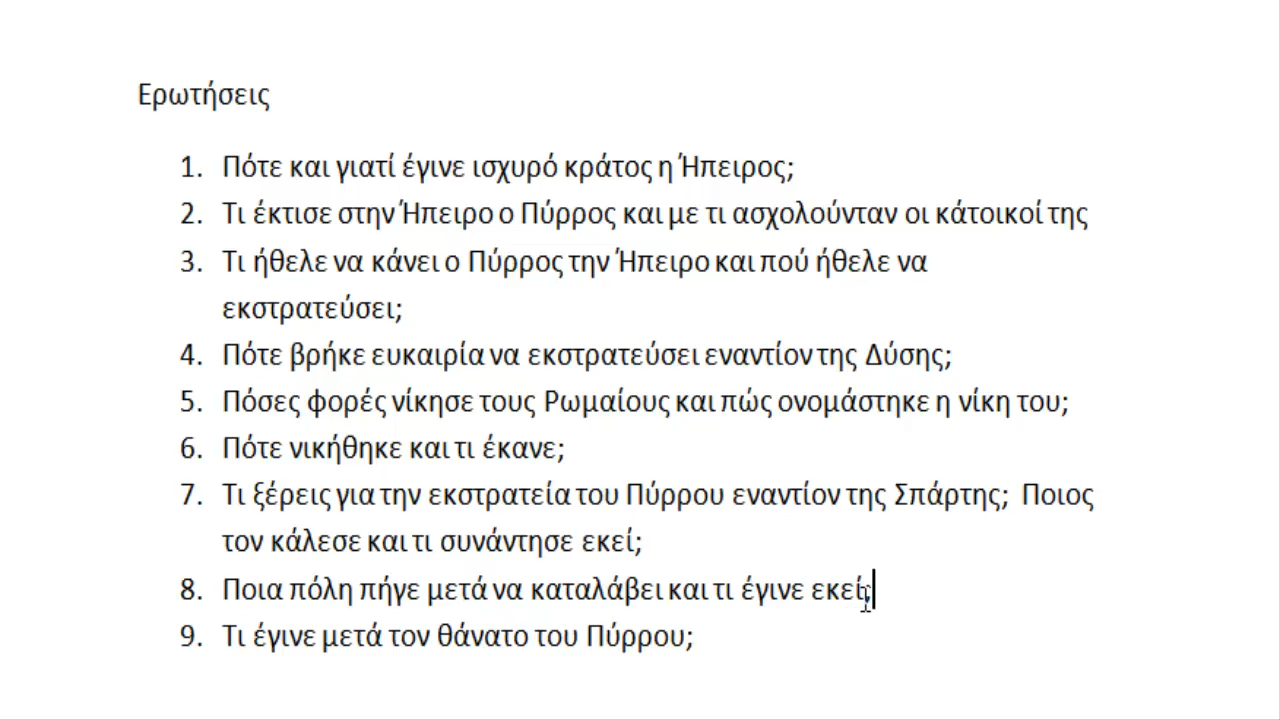 Ερωτήσεις
1. Πότε και γιατί έγινε ισχυρό κράτος η Ήπειρος;
2. Τι έκτισε στην Ήπειρο ο Πύρρος και με τι ασχολούνταν οι κάτοικοί της
3. Τι ήθελε να κάνει ο Πύρρος την Ήπειρο και πού ήθελε να
εκστρατεύσει;
4. Πότε βρήκε ευκαιρία να εκστρατεύσει εναντίον της Δύσης;
5. Πόσες φορές νίκησε τους Ρωμαίους και πώς ονομάστηκε η νίκη του;
6. Πότε νικήθηκε και τι έκανε;
7. Τι ξέρεις για την εκστρατεία του Πύρρου εναντίον της Σπάρτης; Ποιος
τον κάλεσε και τι συνάντησε εκεί;
8. Ποια πόλη πήγε μετά να καταλάβει και τι έγινε εκεί;
9. Τι έγινε μετά τον θάνατο του Πύρρου;